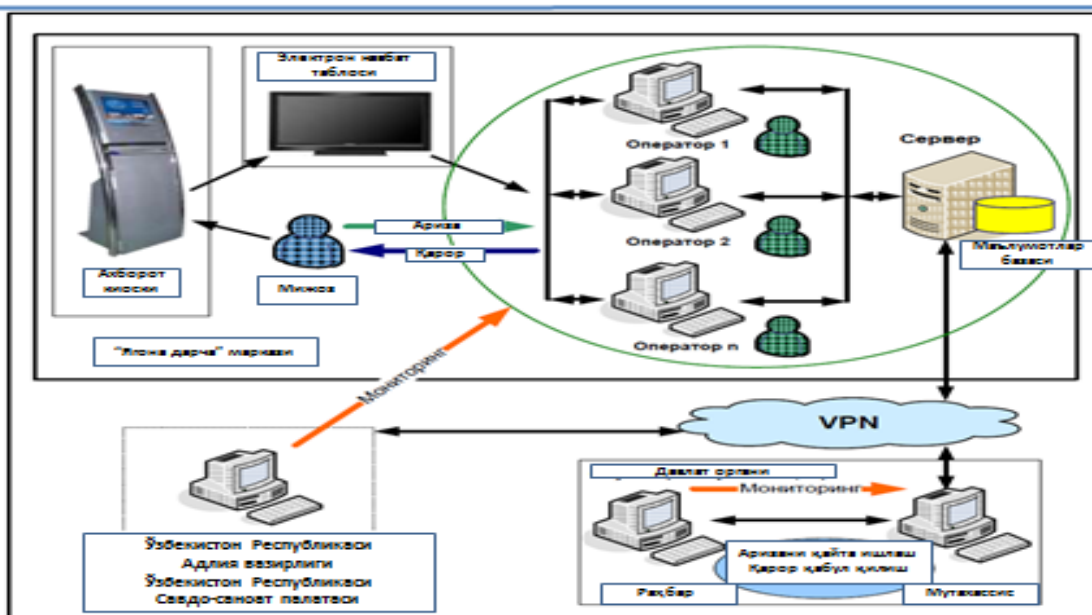 Электрон навбат
таблоси
Оператор 1
Сервер
Ариза
Қарор
Оператор 2
Маълумотлар
базаси
Ахборот
киоски
Мижоз
Оператор n
"Ягона дарча" маркази
Мониторинг
VPN
Давлат органи
Мониторинг
Ўзбекистон Республикаси
Адлия вазирлиги
Ўзбекистон Республикаси
Савдо-саноат палатаси
Аризани қайта ишлаш
Қарор қабул қилиш
Раҳбар
Мутахассис